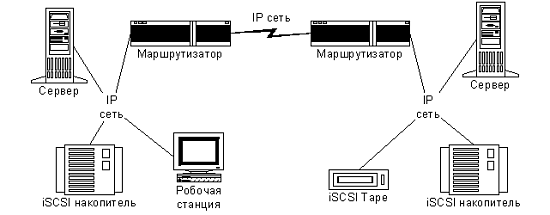 IP сеть
Маршрутизатор
Маршрутизатор
Сервер
Сервер
IP
сеть
IP
сеть
iSCSI накопитель
Робочая
станция
iSCSI Tape
iSCSI накопитель